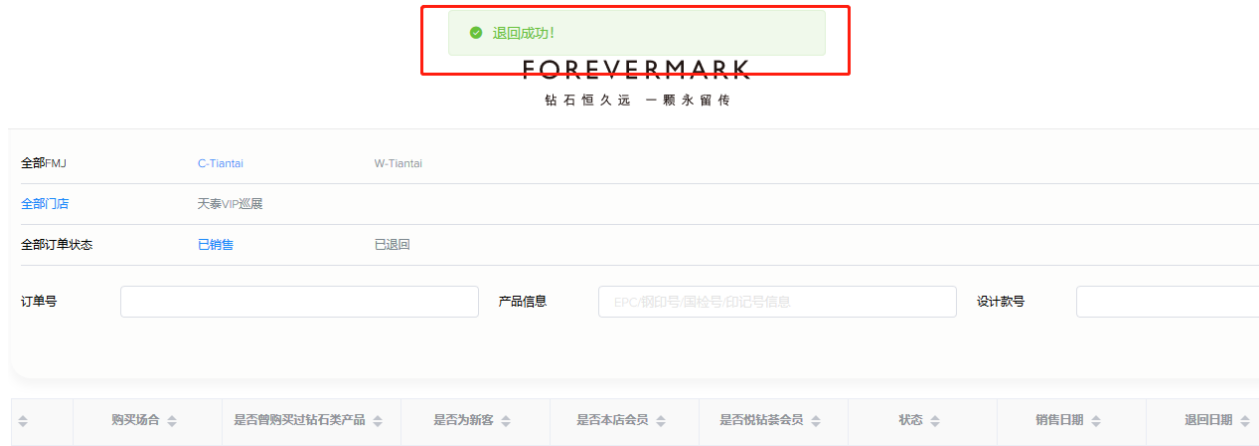 退回成功!
FOREVERMARK
钻石恒久远 一颗永留传
全部FMJ C-Tiantai W-Tiantai
全部门店 天泰VIP巡展
全部订单状态 已销售 已退回
订单号 产品信息 EPC/钢印号/国检号/印记号信息 设计款号
购买场合 是否曾购买过钻石类产品 是否为新客 是否本店会员 是否悦钻荟会员 状态 销售日期 退回日期